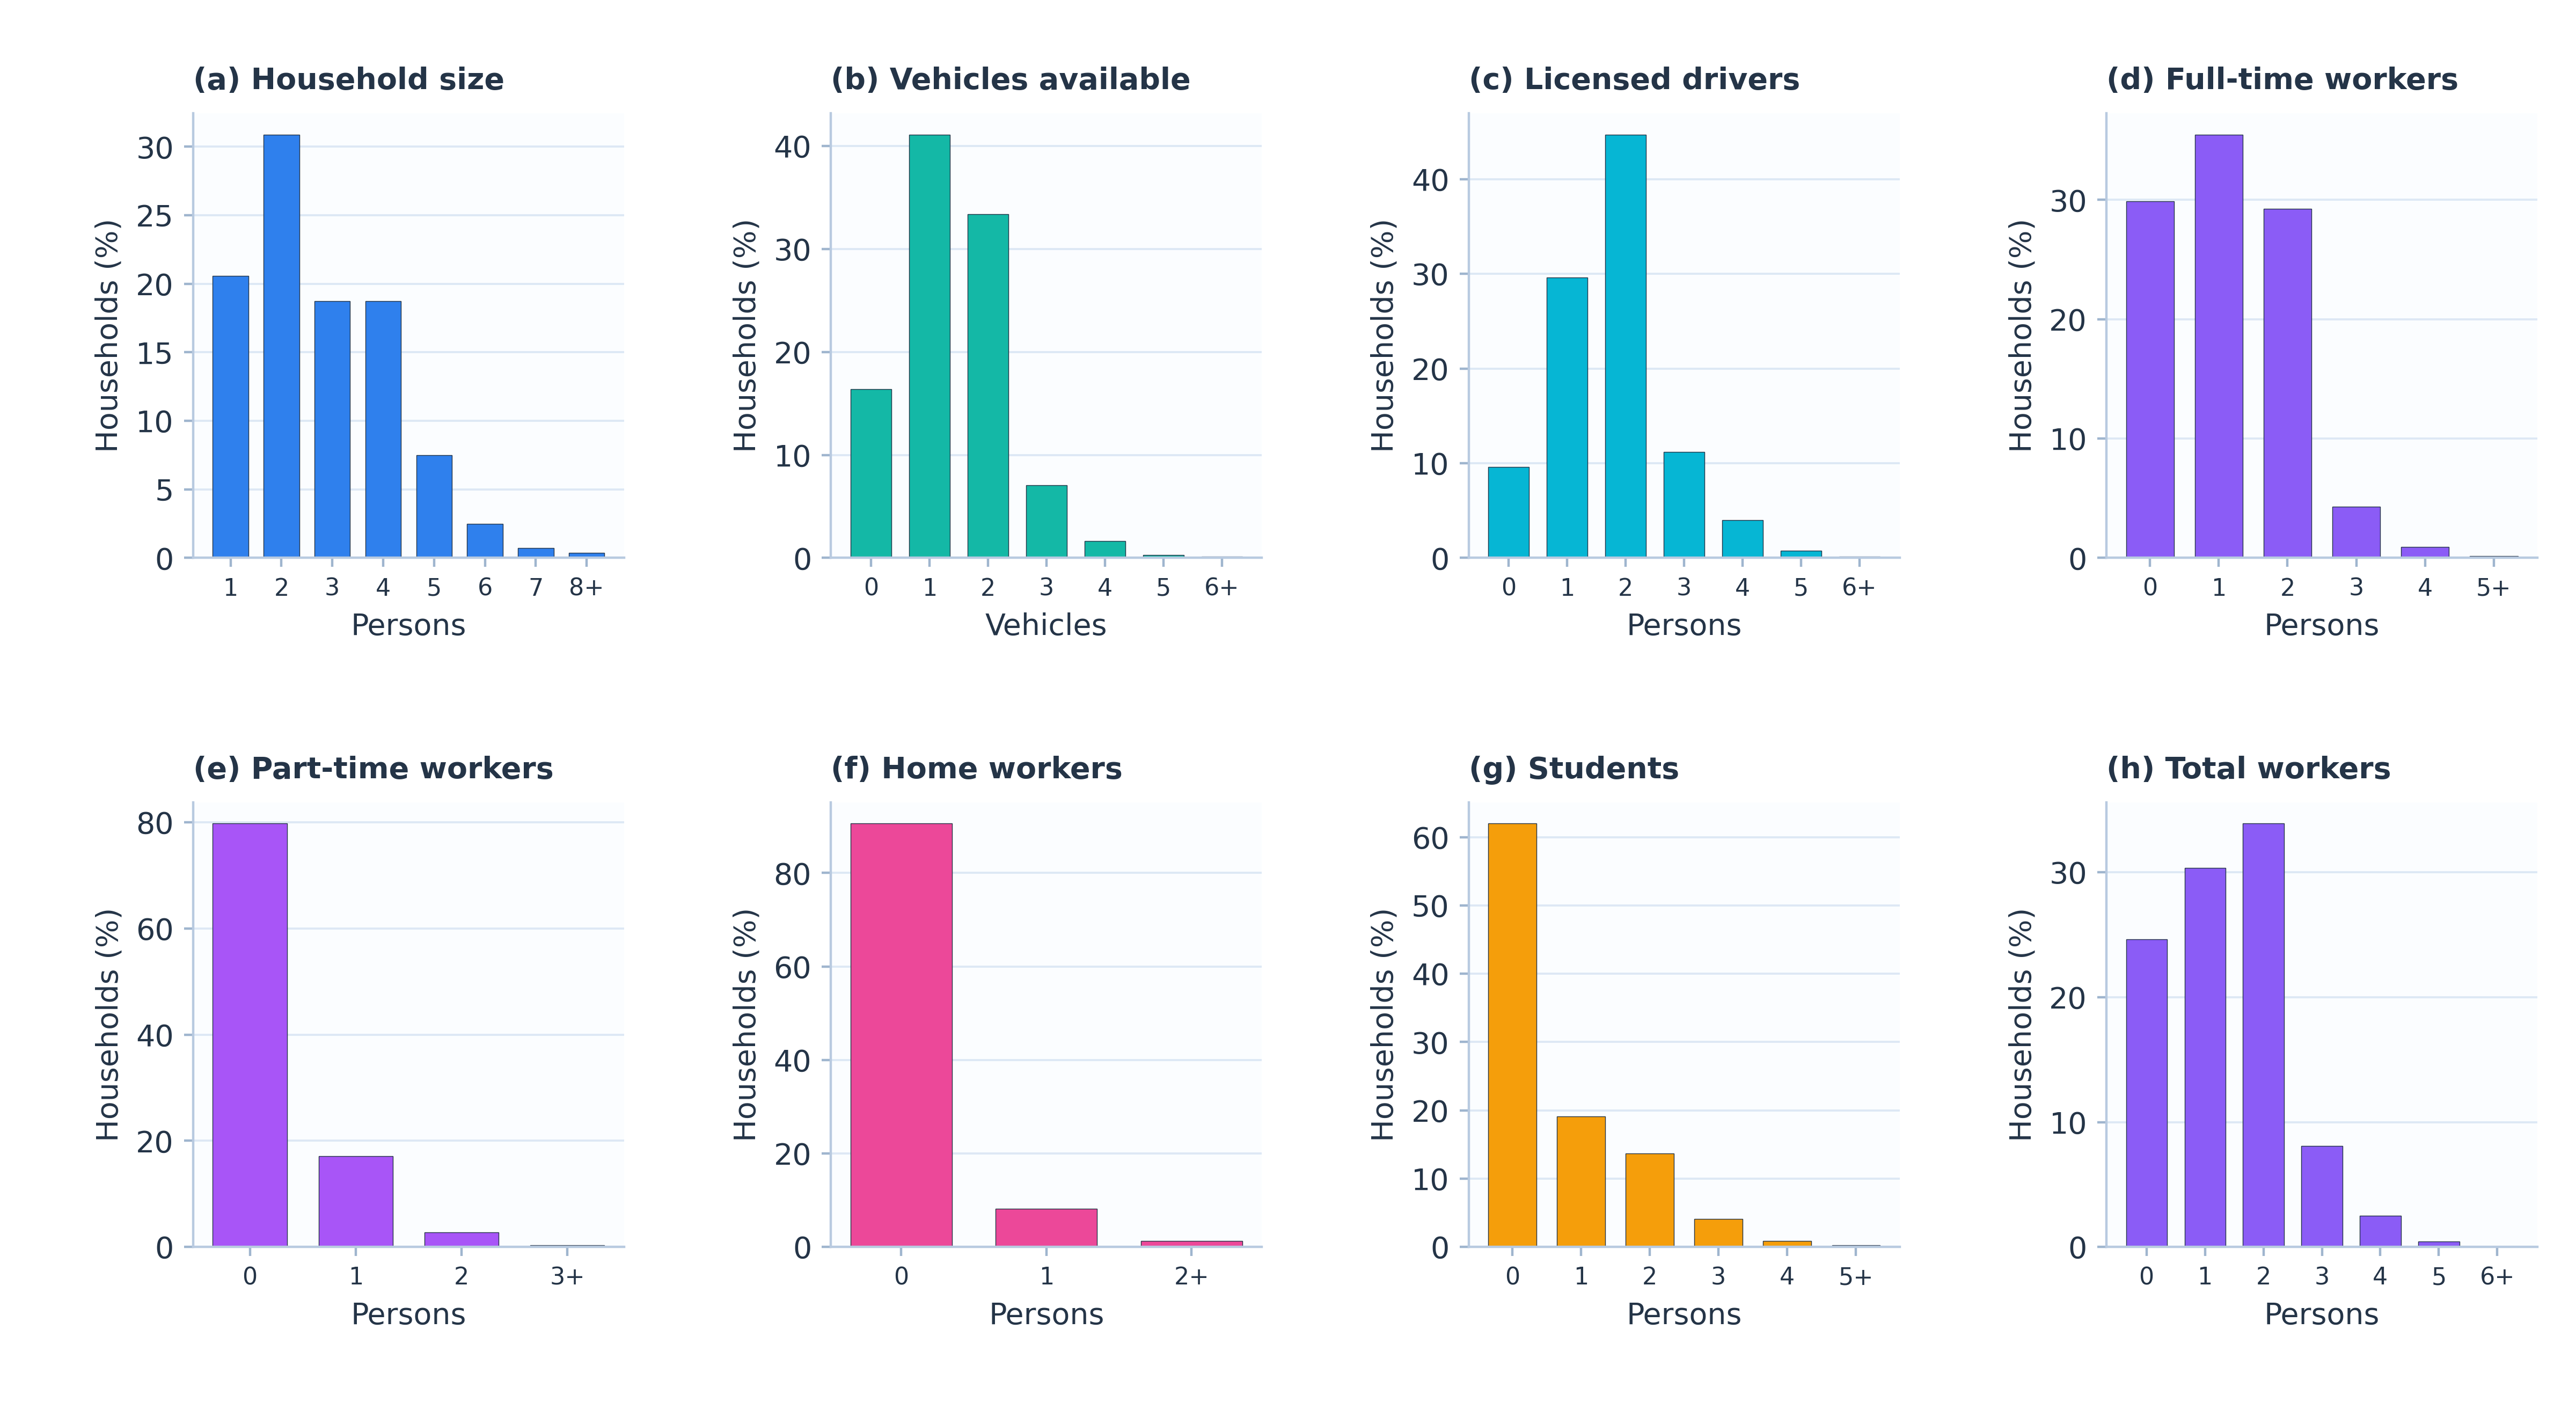 (a) Household size
Households (%)
30
25
20
15
10
5
0
1 2 3 4 5 6 7 8+
Persons
(b) Vehicles available
Households (%)
40
30
20
10
0
0 1 2 3 4 5 6+
Vehicles
(c) Licensed drivers
Households (%)
40
30
20
10
0
0 1 2 3 4 5 6+
Persons
(d) Full-time workers
Households (%)
30
20
10
0
0 1 2 3 4 5+
Persons
(e) Part-time workers
Households (%)
80
60
40
20
0
0 1 2 3+
Persons
(f) Home workers
Households (%)
80
60
40
20
0
0 1 2+
Persons
(g) Students
Households (%)
60
50
40
30
20
10
0
0 1 2 3 4 5+
Persons
(h) Total workers
Households (%)
30
20
10
0
0 1 2 3 4 5 6+
Persons